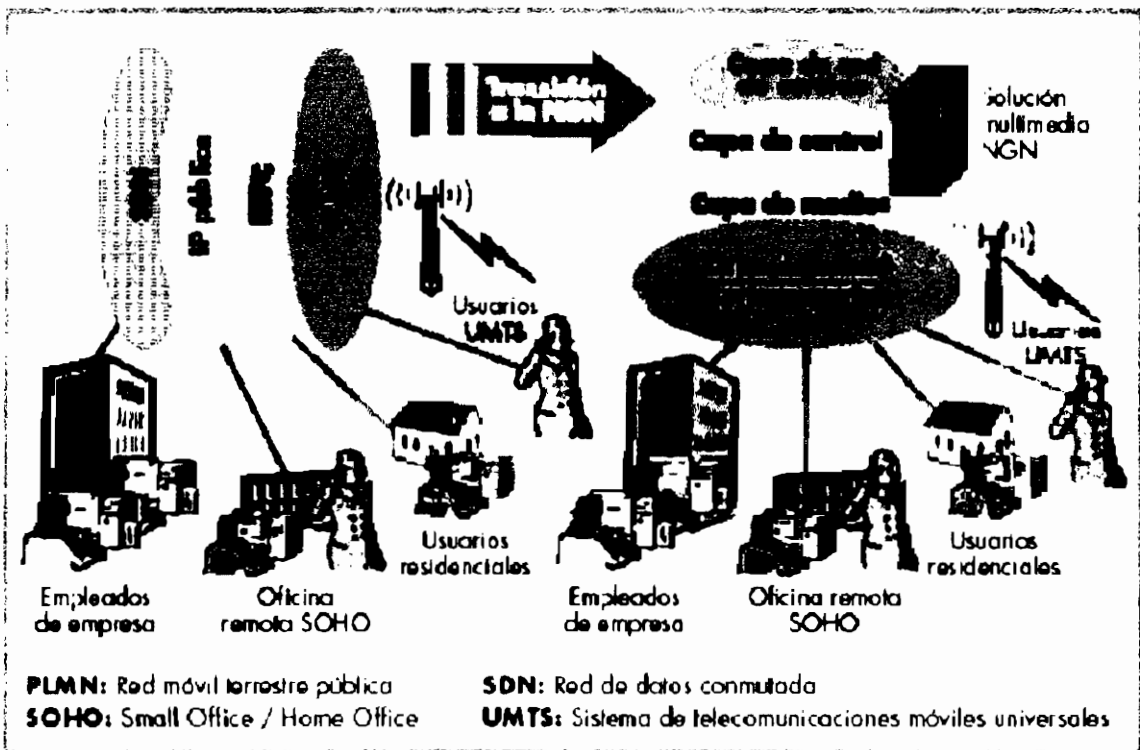 IP pública
Transición
a la NGN
Capa de control
Capa de medios
Solución
multimedia
NGN
Usuarios
UMTS
Usuarios
UMTS
Usuarios
residenciales
Usuarios
residenciales
Empleados
de empresa
Oficina
remota SOHO
Empleados
de empresa
Oficina remota
SOHO
PLMN: Red móvil terrestre pública
SDN: Red de datos conmutada
SOHO: Small Office / Home Office
UMTS: Sistema de telecomunicaciones móviles universales